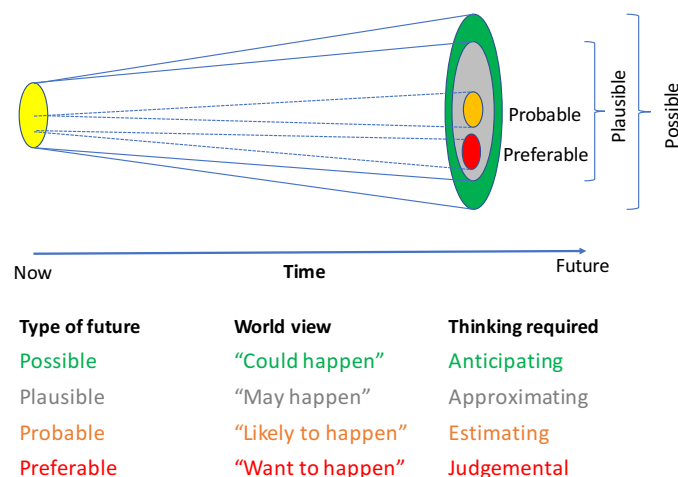 Probable
Preferable
Plausible
Possible
Now
Time
Future
Type of future World view Thinking required
Possible “Could happen” Anticipating
Plausible “May happen” Approximating
Probable “Likely to happen” Estimating
Preferable “Want to happen” Judgemental